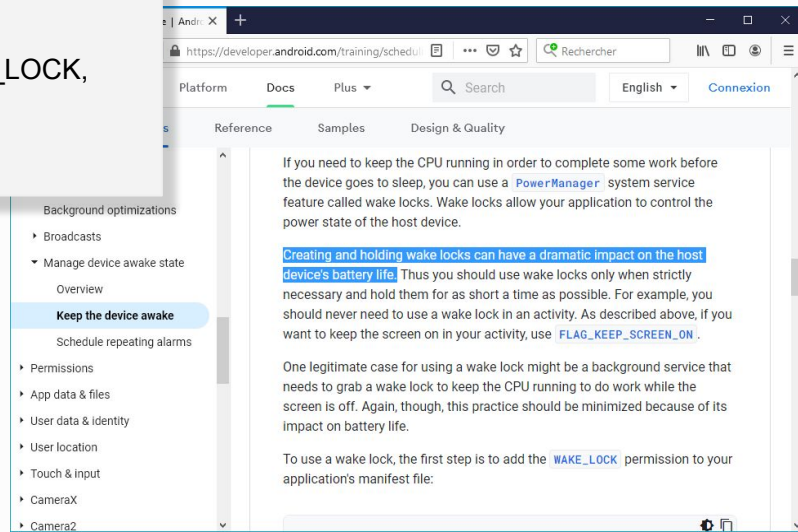 _LOCK,
e | Andro
https://developer.android.com/training/schedul
Rechercher
Platform Docs Plus Search English Connexion
s Reference Samples Design & Quality
Background optimizations
Broadcasts
Manage device awake state
Overview
Keep the device awake
Schedule repeating alarms
Permissions
App data & files
User data & identity
User location
Touch & input
CameraX
Camera2
If you need to keep the CPU running in order to complete some work before
the device goes to sleep, you can use a PowerManager system service
feature called wake locks. Wake locks allow your application to control the
power state of the host device.
Creating and holding wake locks can have a dramatic impact on the host
device's battery life. Thus you should use wake locks only when strictly
necessary and hold them for as short a time as possible. For example, you
should never need to use a wake lock in an activity. As described above, if you
want to keep the screen on in your activity, use FLAG_KEEP_SCREEN_ON .
One legitimate case for using a wake lock might be a background service that
needs to grab a wake lock to keep the CPU running to do work while the
screen is off. Again, though, this practice should be minimized because of its
impact on battery life.
To use a wake lock, the first step is to add the WAKE_LOCK permission to your
application's manifest file: